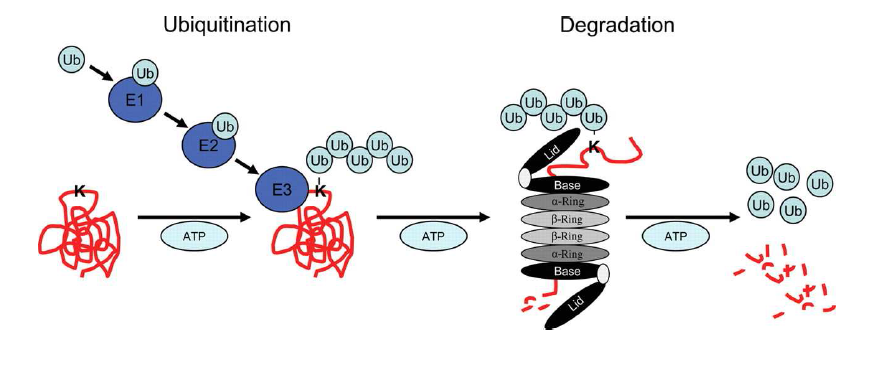 Ubiquitination
Degradation
Ub
Ub
E1
Ub
E2
E3
Ub Ub Ub Ub Ub
K
K
ATP
ATP
Ub Ub Ub Ub Ub
K
Lid
Base
α-Ring
β-Ring
β-Ring
α-Ring
Base
Lid
ATP
Ub Ub Ub
Ub Ub